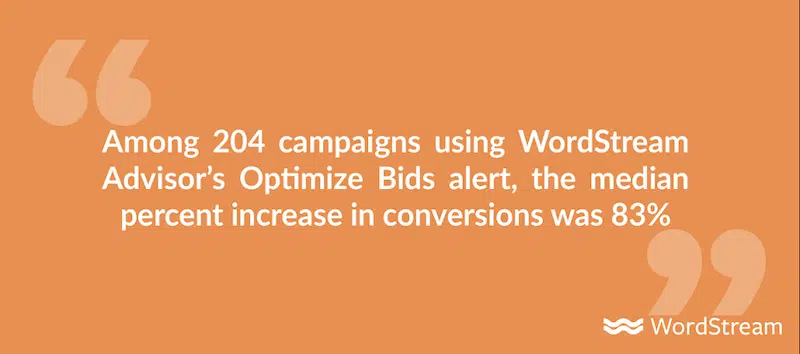 Among 204 campaigns using WordStream
Advisor’s Optimize Bids alert, the median
percent increase in conversions was 83%
WordStream